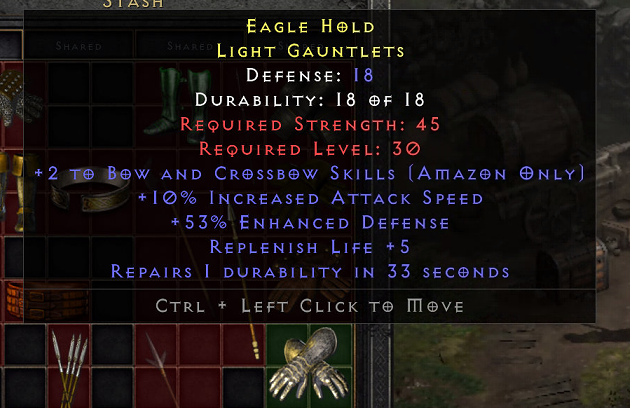 Stash
Shared
Shared
Eagle Hold
Light Gauntlets
Defense: 18
Durability: 18 of 18
Required Strength: 45
Required Level: 30
+2 to Bow and Crossbow Skills (Amazon Only)
+10% Increased Attack Speed
+53% Enhanced Defense
Replenish Life +5
Repairs 1 durability in 33 seconds
Ctrl + Left Click to Move